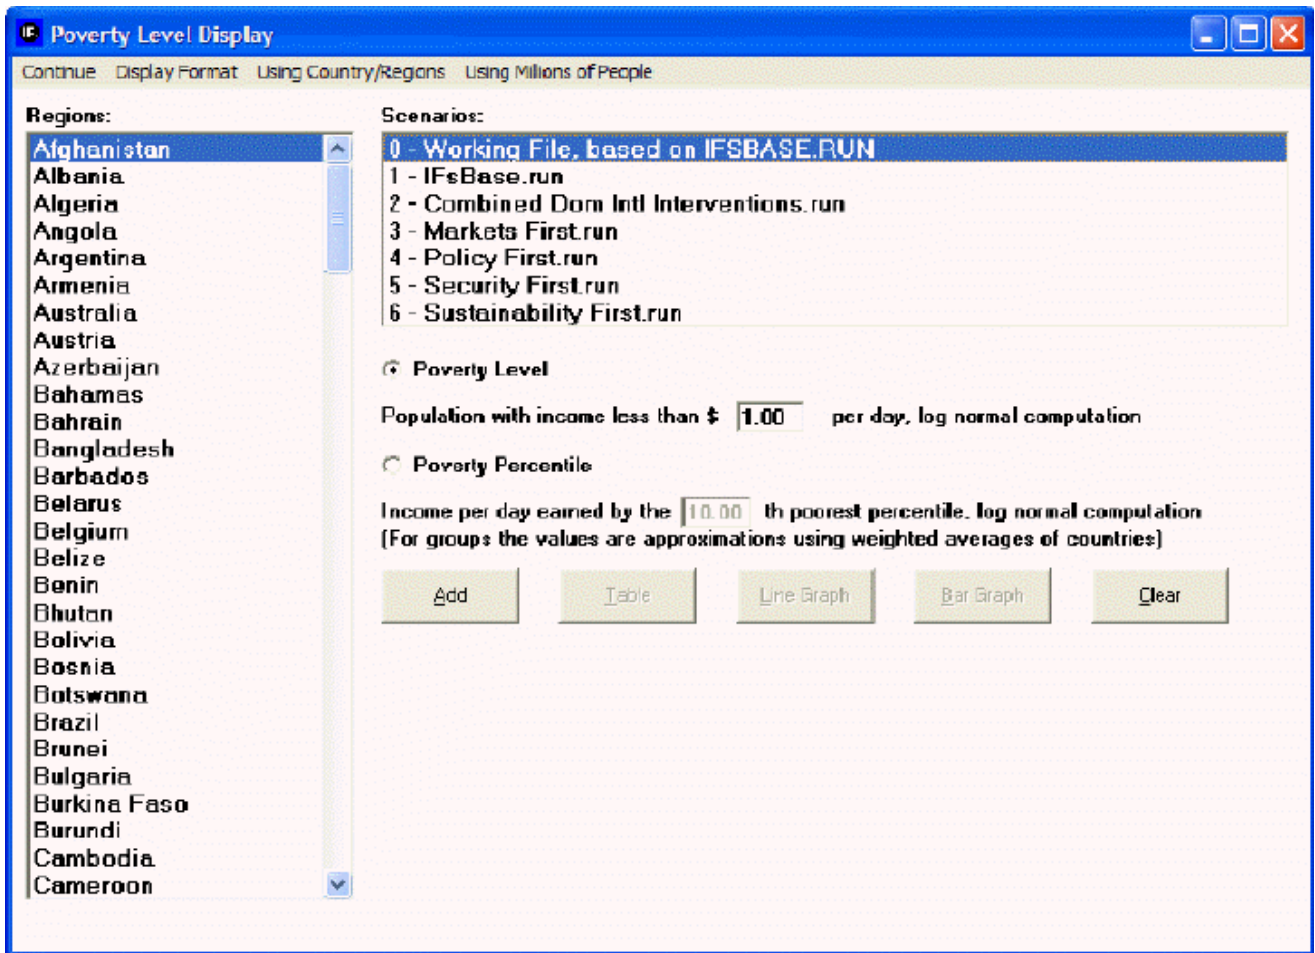 IFs Poverty Level Display
Continue Display Format Using Country/Regions Using Millions of People
Regions:
Afghanistan
Albania
Algeria
Angola
Argentina
Armenia
Australia
Austria
Azerbaijan
Bahamas
Bahrain
Bangladesh
Barbados
Belarus
Belgium
Belize
Benin
Bhutan
Bolivia
Bosnia
Botswana
Brazil
Brunei
Bulgaria
Burkina Faso
Burundi
Cambodia
Cameroon
Scenarios:
0 - Working File, based on IFSBASE.RUN
1 - IFsBase.run
2 - Combined Dom Intl Interventions.run
3 - Markets First.run
4 - Policy First.run
5 - Security First.run
6 - Sustainability First.run
Poverty Level
Population with income less than $ 1.00 per day, log normal computation
Poverty Percentile
Income per day earned by the 10.00 th poorest percentile, log normal computation
(For groups the values are approximations using weighted averages of countries)
Add Table Line Graph Bar Graph Clear